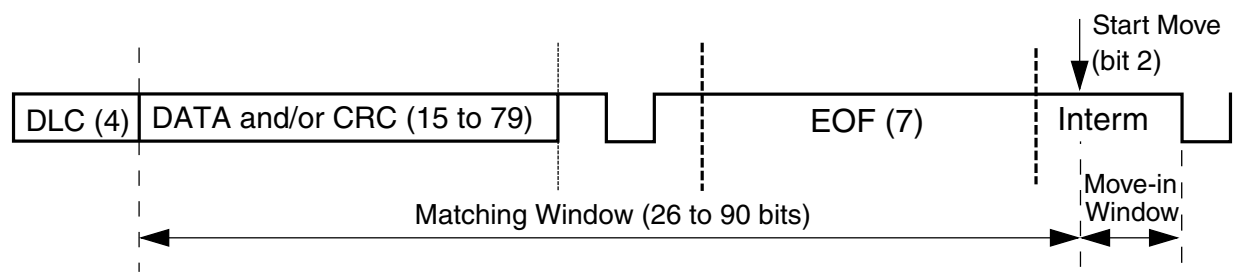 Start Move
(bit 2)
DLC (4)
DATA and/or CRC (15 to 79)
EOF (7)
Interm
Move-in
Window
Matching Window (26 to 90 bits)